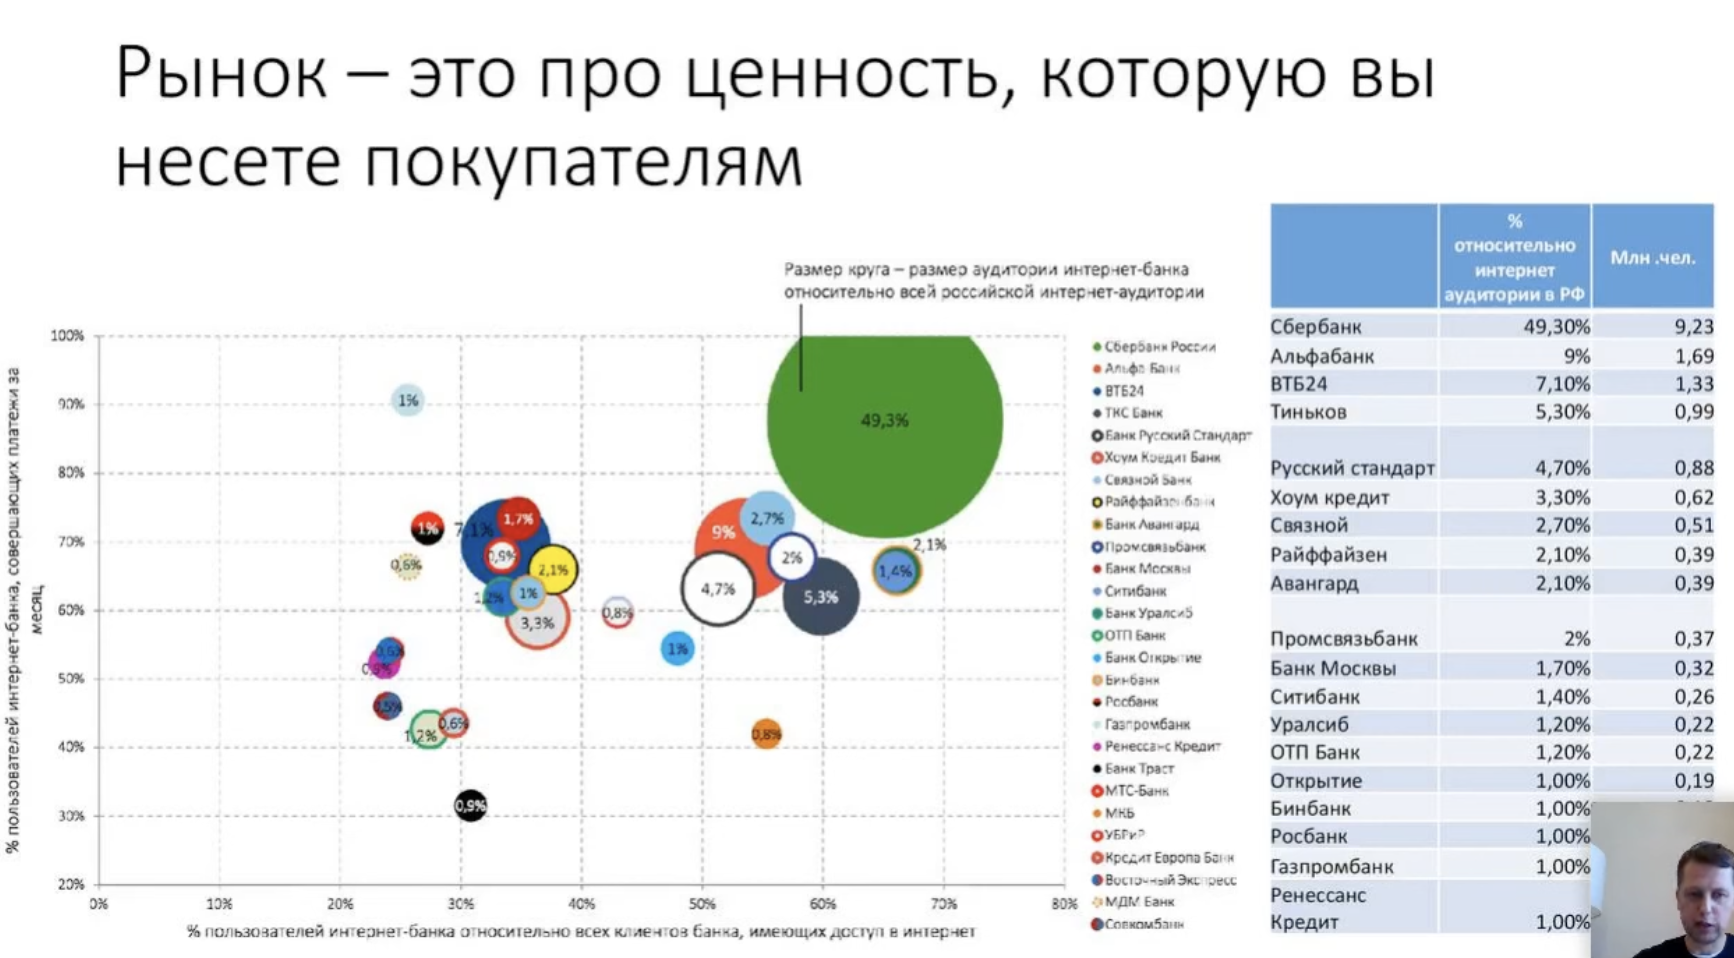 Рынок – это про ценность, которую вы
несете покупателям
Размер круга – размер аудитории интернет-банка
относительно всей российской интернет-аудитории
% пользователей интернет-банка, совершающих платежи за
месяц
100%
90%
80%
70%
60%
50%
40%
30%
20%
0%
10%
20%
30%
40%
50%
60%
70%
80%
% пользователей интернет-банка относительно всех клиентов банка, имеющих доступ в интернет
1%
49,3%
1%
7,1%
1,7%
0,9%
2,1%
0,6%
1,2%
1%
3,3%
0,8%
9%
2,7%
2%
4,7%
5,3%
2,1%
1,4%
1%
0,6%
1,2%
0,6%
0,8%
0,9%
Сбербанк России
Альфа-Банк
ВТБ24
ТКС Банк
Банк Русский Стандарт
Хоум Кредит Банк
Связной Банк
Райффайзенбанк
Банк Авангард
Промсвязьбанк
Банк Москвы
Ситибанк
Банк Уралсиб
ОТП Банк
Банк Открытие
Бинбанк
Росбанк
Газпромбанк
Ренессанс Кредит
Банк Траст
МТС-Банк
МКБ
УБРиР
Кредит Европа Банк
Восточный Экспресс
МДМ Банк
Совкомбанк
%
относительно
интернет
аудитории в РФ
Млн .чел.
Сбербанк 49,30% 9,23
Альфабанк 9% 1,69
ВТБ24 7,10% 1,33
Тиньков 5,30% 0,99
Русский стандарт 4,70% 0,88
Хоум кредит 3,30% 0,62
Связной 2,70% 0,51
Райффайзен 2,10% 0,39
Авангард 2,10% 0,39
Промсвязьбанк 2% 0,37
Банк Москвы 1,70% 0,32
Ситибанк 1,40% 0,26
Уралсиб 1,20% 0,22
ОТП Банк 1,20% 0,22
Открытие 1,00% 0,19
Бинбанк 1,00%
Росбанк 1,00%
Газпромбанк 1,00%
Ренессанс
Кредит 1,00%